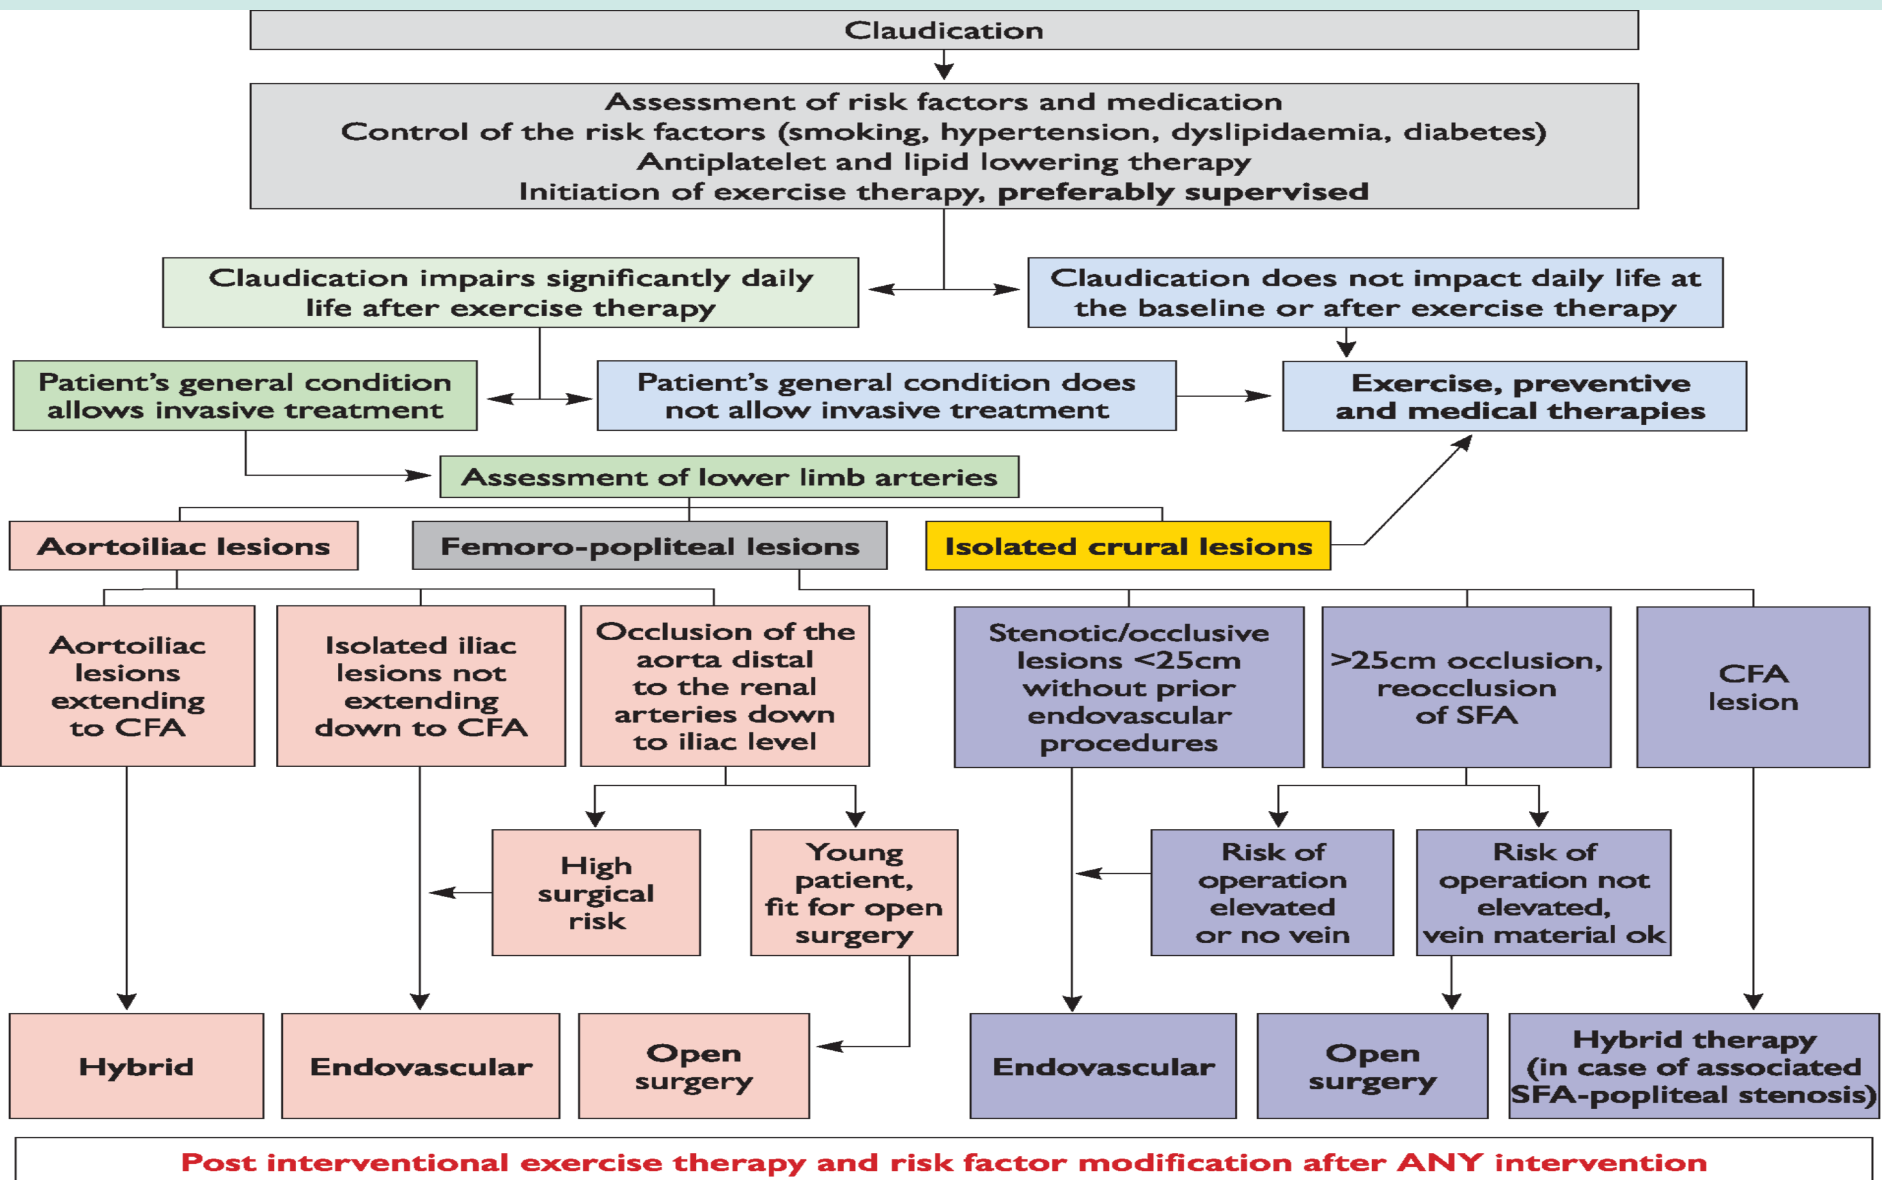 Claudication
Assessment of risk factors and medication
Control of the risk factors (smoking, hypertension, dyslipidaemia, diabetes)
Antiplatelet and lipid lowering therapy
Initiation of exercise therapy, preferably supervised
Claudication impairs significantly daily
life after exercise therapy
Claudication does not impact daily life at
the baseline or after exercise therapy
Patient's general condition
allows invasive treatment
Patient's general condition does
not allow invasive treatment
Exercise, preventive
and medical therapies
Assessment of lower limb arteries
Aortoiliac lesions
Femoro-popliteal lesions
Isolated crural lesions
Aortoiliac
lesions
extending
to CFA
Isolated iliac
lesions not
extending
down to CFA
Occlusion of the
aorta distal
to the renal
arteries down
to iliac level
Stenotic/occlusive
lesions <25cm
without prior
endovascular
procedures
>25cm occlusion,
reocclusion
of SFA
CFA
lesion
High
surgical
risk
Young
patient,
fit for open
surgery
Risk of
operation
elevated
or no vein
Risk of
operation not
elevated,
vein material ok
Hybrid
Endovascular
Open
surgery
Endovascular
Open
surgery
Hybrid therapy
(in case of associated
SFA-popliteal stenosis)
Post interventional exercise therapy and risk factor modification after ANY intervention